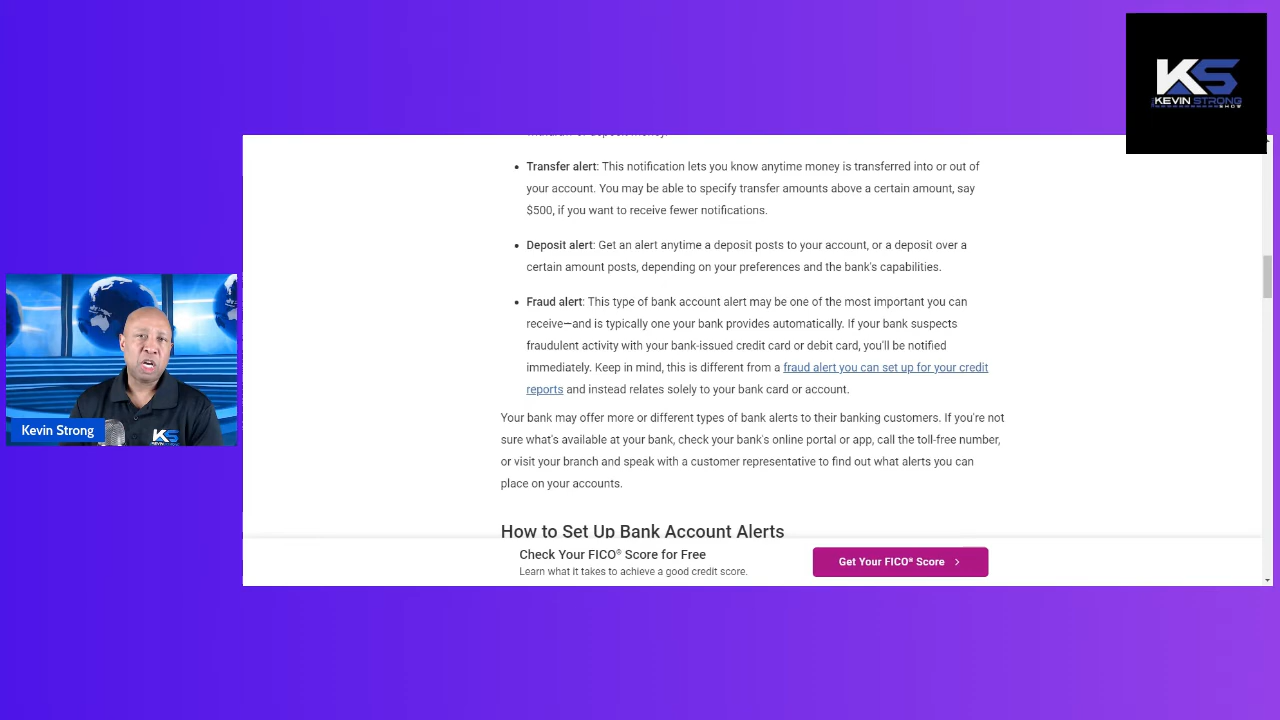 KS
KEVIN STRONG
SHOW
Transfer alert: This notification lets you know anytime money is transferred into or out of
your account. You may be able to specify transfer amounts above a certain amount, say
$500, if you want to receive fewer notifications.
Deposit alert: Get an alert anytime a deposit posts to your account, or a deposit over a
certain amount posts, depending on your preferences and the bank's capabilities.
Fraud alert: This type of bank account alert may be one of the most important you can
receive—and is typically one your bank provides automatically. If your bank suspects
fraudulent activity with your bank-issued credit card or debit card, you'll be notified
immediately. Keep in mind, this is different from a fraud alert you can set up for your credit
reports and instead relates solely to your bank card or account.
Your bank may offer more or different types of bank alerts to their banking customers. If you're not
sure what's available at your bank, check your bank's online portal or app, call the toll-free number,
or visit your branch and speak with a customer representative to find out what alerts you can
place on your accounts.
How to Set Up Bank Account Alerts
Check Your FICO® Score for Free
Learn what it takes to achieve a good credit score.
Get Your FICO® Score
Kevin Strong
KS